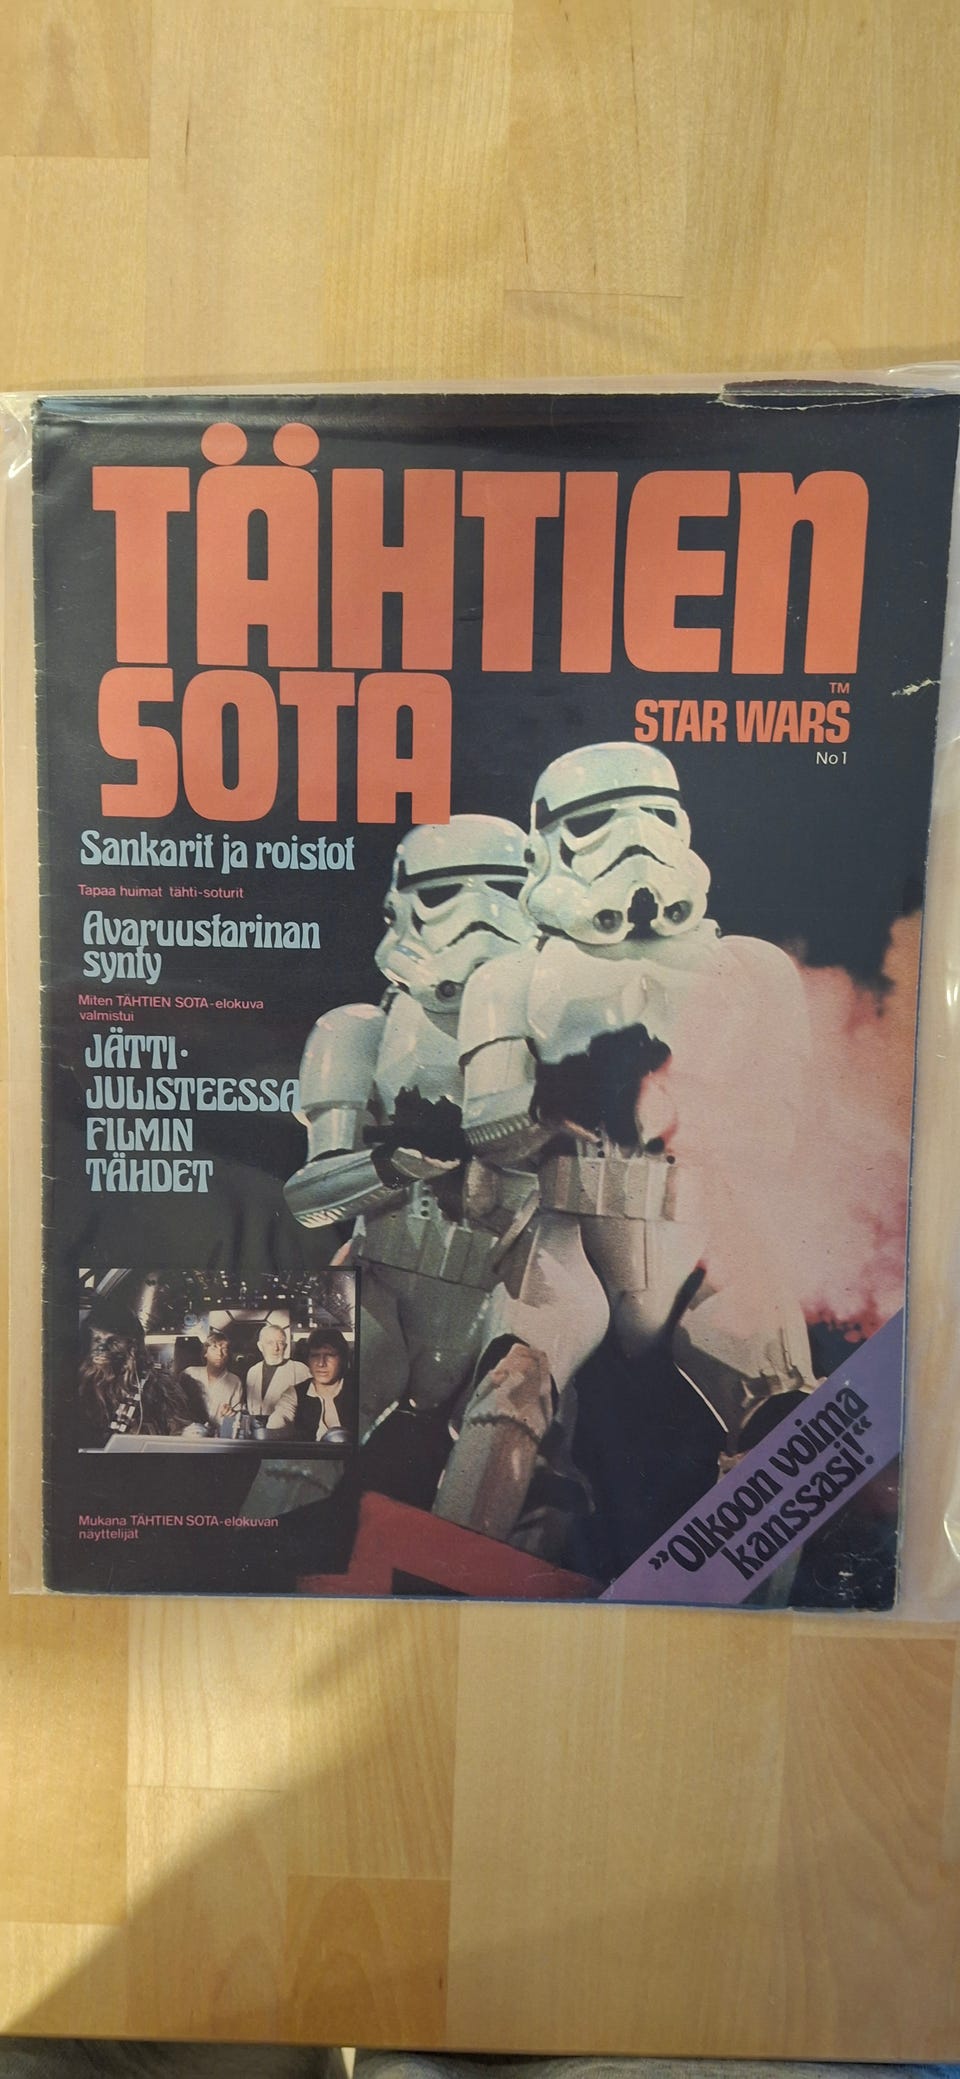 TÄHTIEN
SOTA
TM
STAR WARS
No 1
Sankarit ja roistot
Tapaa huimat tähti-soturit
Avaruustarinan
synty
Miten TÄHTIEN SOTA-elokuva
valmistui
JÄTTI-
JULISTEESSA
FILMIN
TÄHDET
Mukana TÄHTIEN SOTA-elokuvan
näyttelijät
»Olkoon voima
kanssasi!«